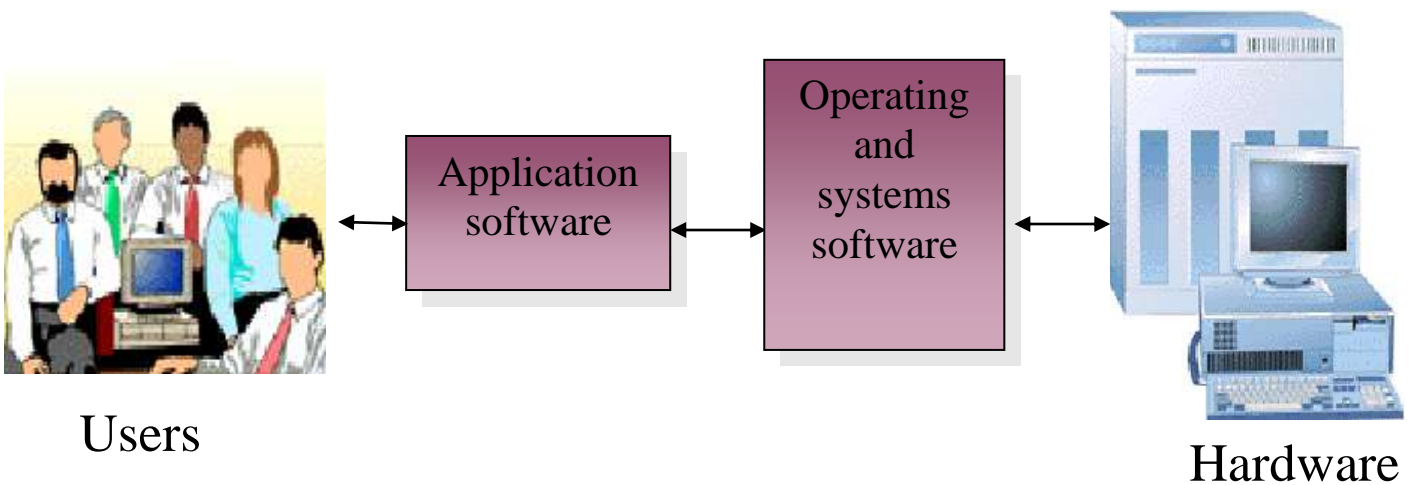 Application
software
Operating
and
systems
software
Users
Hardware